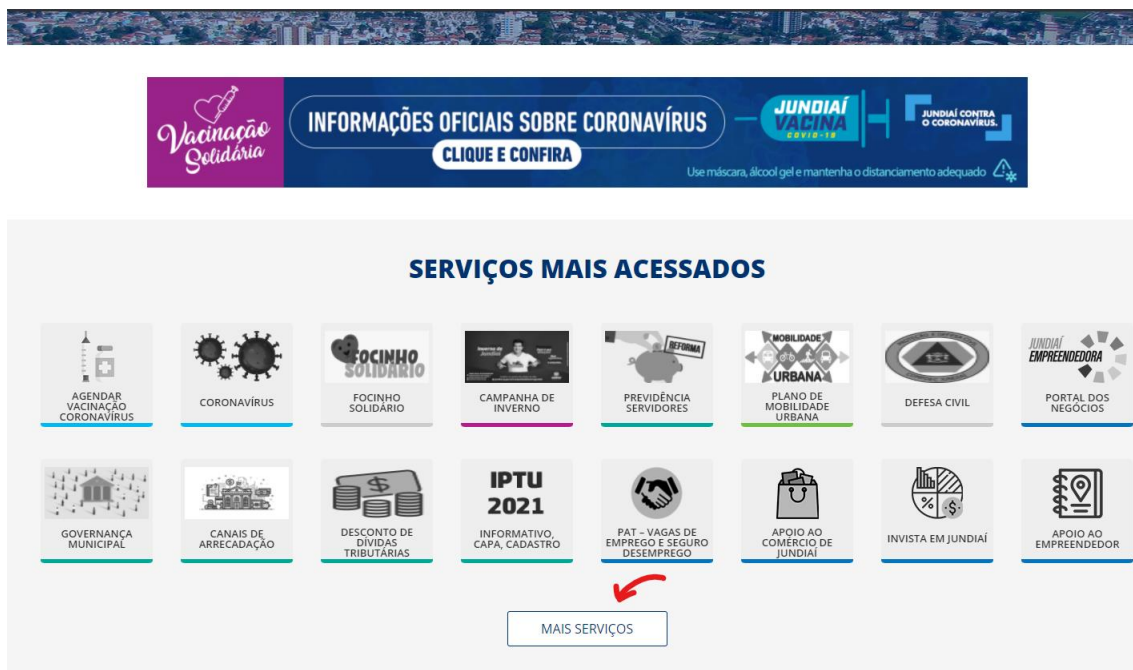 Vacinação
Solidária
INFORMAÇÕES OFICIAIS SOBRE CORONAVÍRUS
CLIQUE E CONFIRA
JUNDIAÍ
VACINA
COVID-19
JUNDIAÍ CONTRA
O CORONAVÍRUS.
Use máscara, álcool gel e mantenha o distanciamento adequado
SERVIÇOS MAIS ACESSADOS
AGENDAR
VACINAÇÃO
CORONAVÍRUS
CORONAVÍRUS
FOCINHO
SOLIDÁRIO
FOCINHO
SOLIDÁRIO
CAMPANHA DE
INVERNO
REFORMA
PREVIDÊNCIA
SERVIDORES
MOBILIDADE
URBANA
PLANO DE
MOBILIDADE
URBANA
DEFESA CIVIL
JUNDIAÍ
EMPREENDEDORA
PORTAL DOS
NEGÓCIOS
GOVERNANÇA
MUNICIPAL
CANAIS DE
ARRECADAÇÃO
$
DESCONTO DE
DÍVIDAS
TRIBUTÁRIAS
IPTU
2021
INFORMATIVO,
CAPA, CADASTRO
PAT – VAGAS DE
EMPREGO E SEGURO
DESEMPREGO
APOIO AO
COMÉRCIO DE
JUNDIAÍ
% $
INVISTA EM JUNDIAÍ
APOIO AO
EMPREENDEDOR
MAIS SERVIÇOS